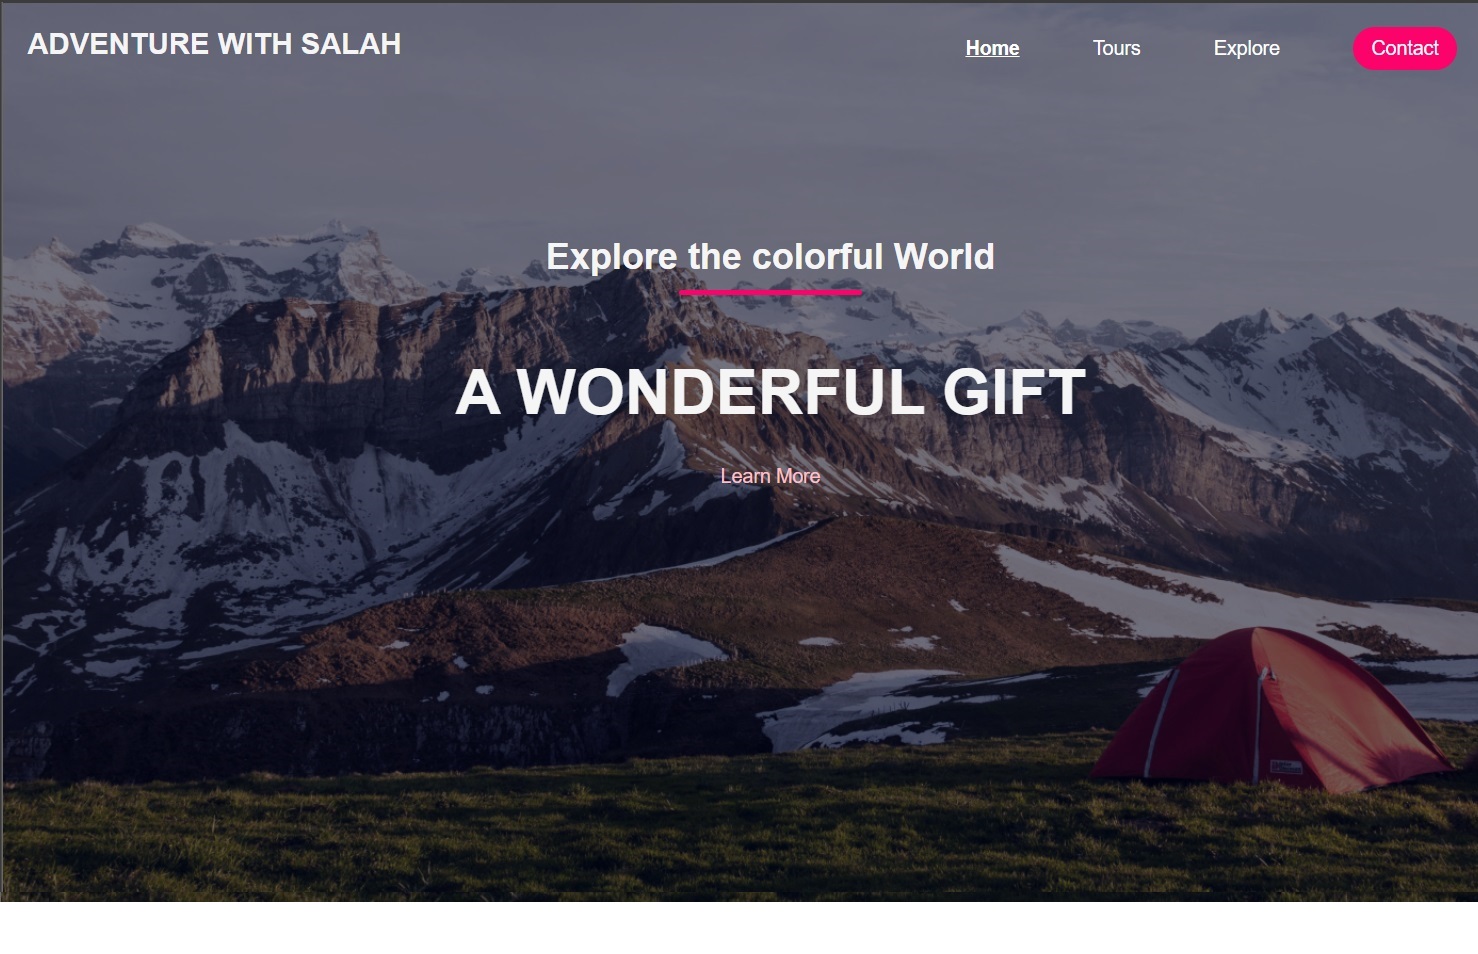 ADVENTURE WITH SALAH
Home Tours Explore Contact
Explore the colorful World
A WONDERFUL GIFT
Learn More